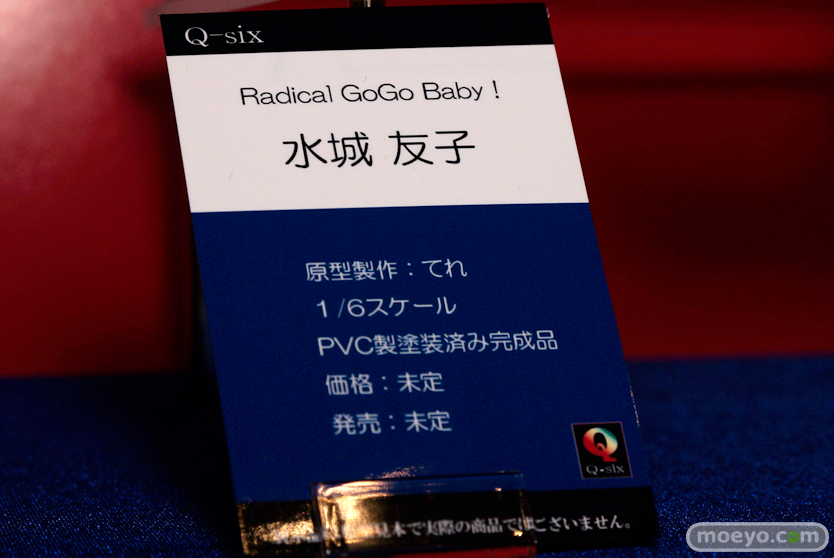 Q-six
Radical GoGo Baby！
水城 友子
原型製作：てれ
1/6スケール
PVC製塗装済み完成品
価格：未定
発売：未定
Q-six
見本で実際の商品ではございません。
moeyo.com